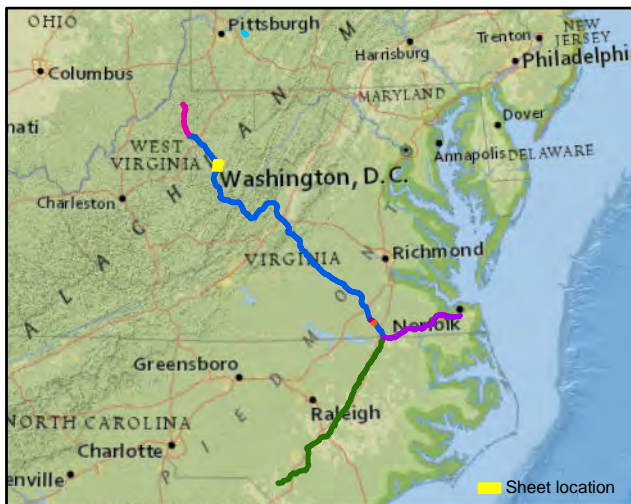 OHIO
Pittsburgh
NEW
JERSEY
Trenton
Philadelphia
Harrisburg
Columbus
MARYLAND
nati
Dover
WEST
VIRGINIA
Annapolis
DELAWARE
Washington, D.C.
Charleston
A L A C H A N M
Richmond
VIRGINIA
Norfolk
Greensboro
P I E D M O N T
Raleigh
NORTH CAROLINA
Charlotte
enville
Sheet location